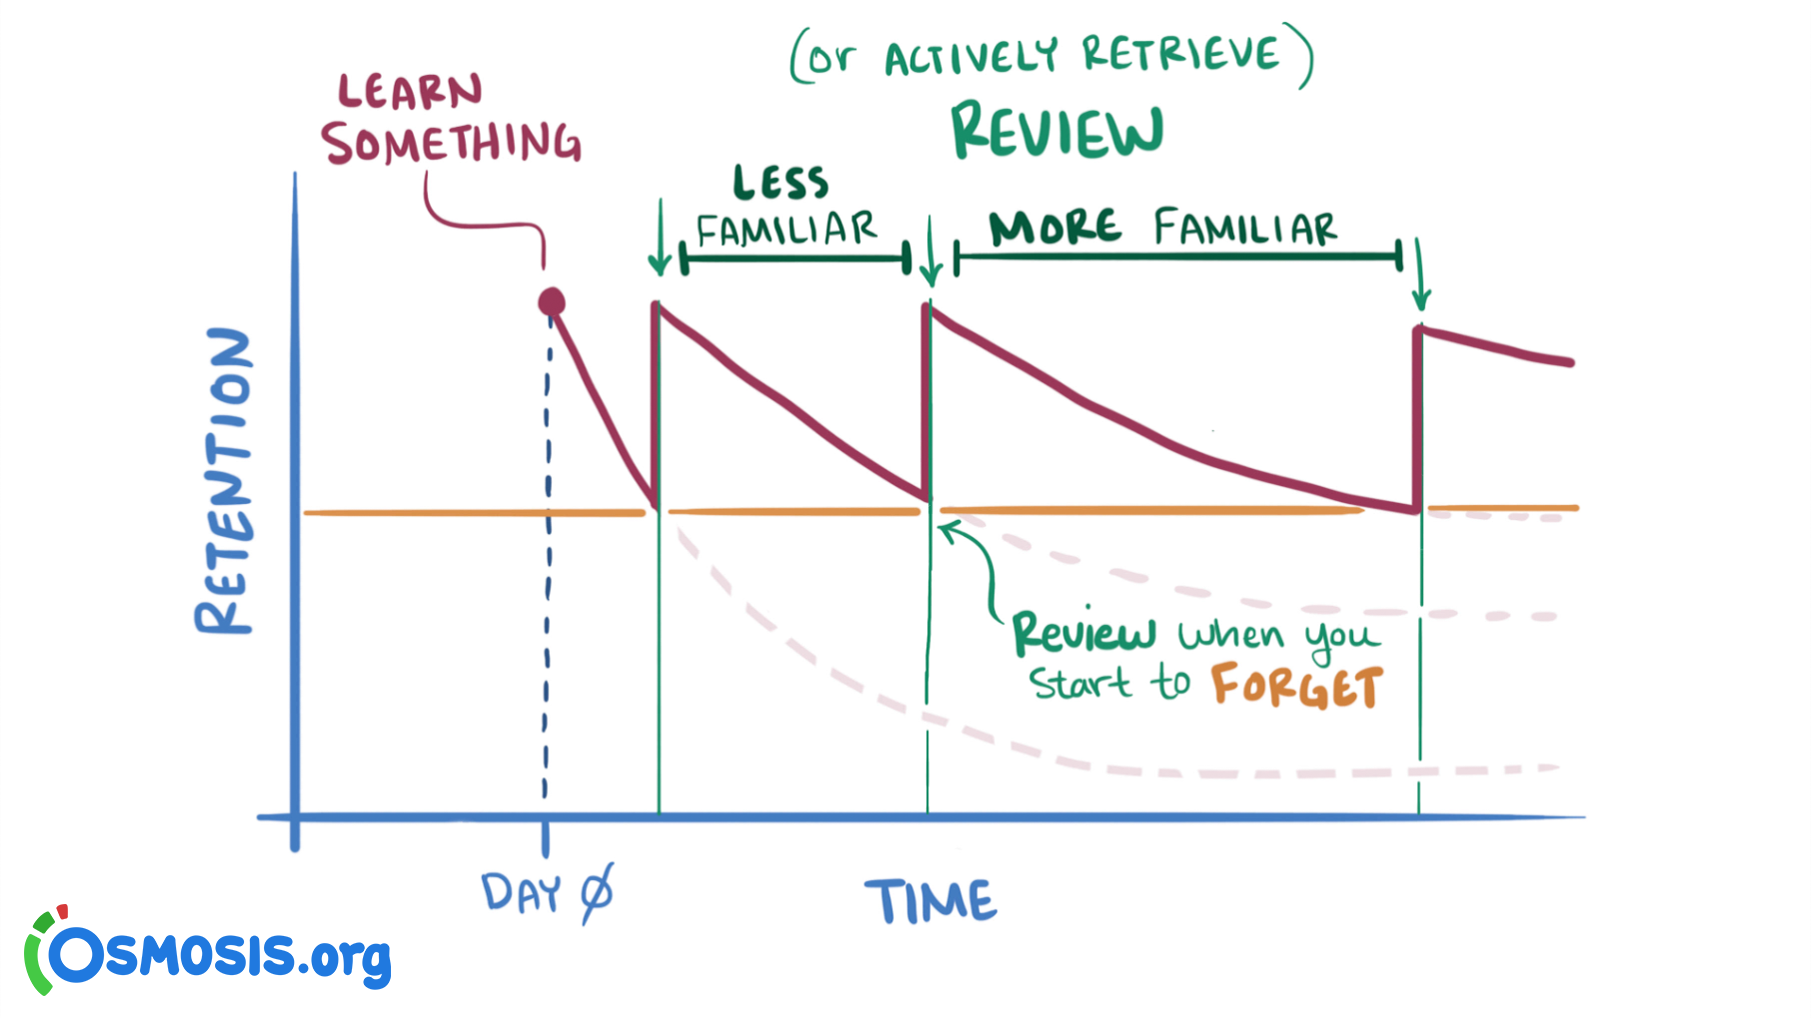 (or ACTIVELY RETRIEVE)
REVIEW
LEARN
SOMETHING
LESS
FAMILIAR
MORE FAMILIAR
RETENTION
Review when you
start to FORGET
DAY 0
TIME
OSMOSIS.org